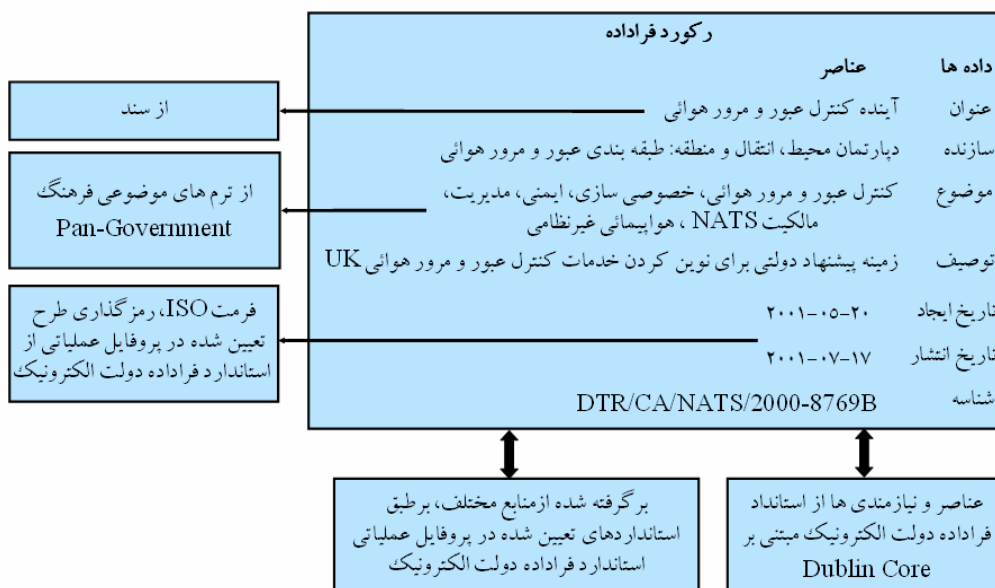 رکورد فراداده
داده ها عناصر
عنوان آینده کنترل عبور و مرور هوائی
سازنده دپارتمان محیط، انتقال و منطقه: طبقه بندی عبور و مرور هوائی
موضوع کنترل عبور و مرور هوائی، خصوصی سازی، ایمنی، مدیریت،
مالکیت NATS ، هواپیمائی غیرنظامی
توصیف زمینه پیشنهاد دولتی برای نوین کردن خدمات کنترل عبور و مرور هوائی UK
تاریخ ایجاد ۲۰۰۱-۰۵-۲۰
تاریخ انتشار ۲۰۰۱-۰۷-۱۷
شناسه DTR/CA/NATS/2000-8769B
از سند
از ترم های موضوعی فرهنگ
Pan-Government
فرمت ISO، رمزگذاری طرح
تعیین شده در پروفایل عملیاتی از
استاندارد فراداده دولت الکترونیک
عناصر و نیازمندی ها از استانداد
فراداده دولت الکترونیک مبتنی بر
Dublin Core
برگرفته شده ازمنابع مختلف، برطبق
استانداردهای تعیین شده در پروفایل عملیاتی
استاندارد فراداده دولت الکترونیک